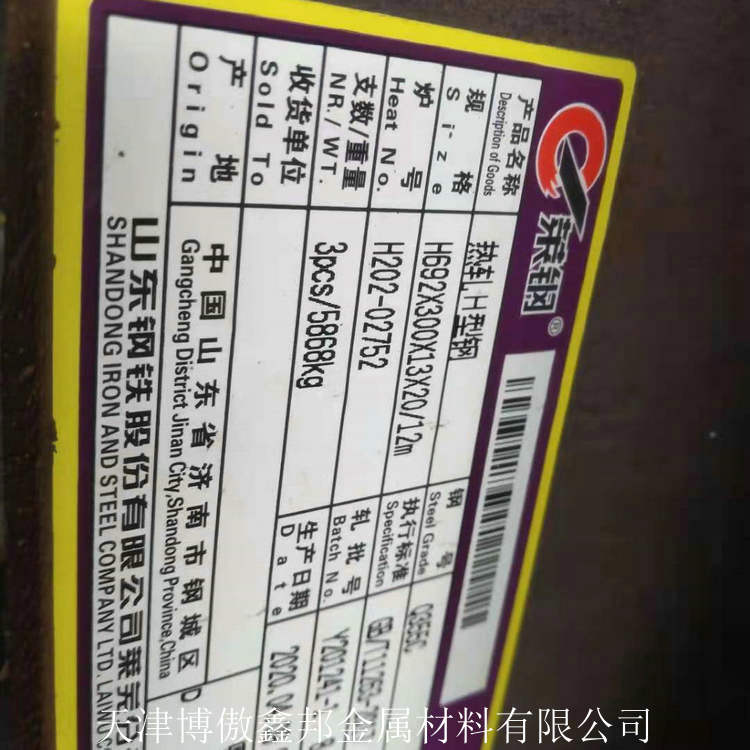 莱钢®
产品名称 热轧H型钢 钢 号 Q355C
Description of Goods Steel Grade
规 格 H692X300X13X20/12m 执行标准 GB/T11263-
Size Specification
炉 号 H202-02752 轧批号 Y201241-
Heat No. Batch No.
支数/重量 3pcs/5868kg 生产日期 2020.
NR./WT. Date
收货单位
Sold To
产 地 中国山东省济南市钢城区
Origin Gangcheng District Jinan City,Shandong Province,China
山东钢铁股份有限公司莱芜
SHANDONG IRON AND STEEL COMPANY LTD. LAIWU
天津博傲鑫邦金属材料有限公司